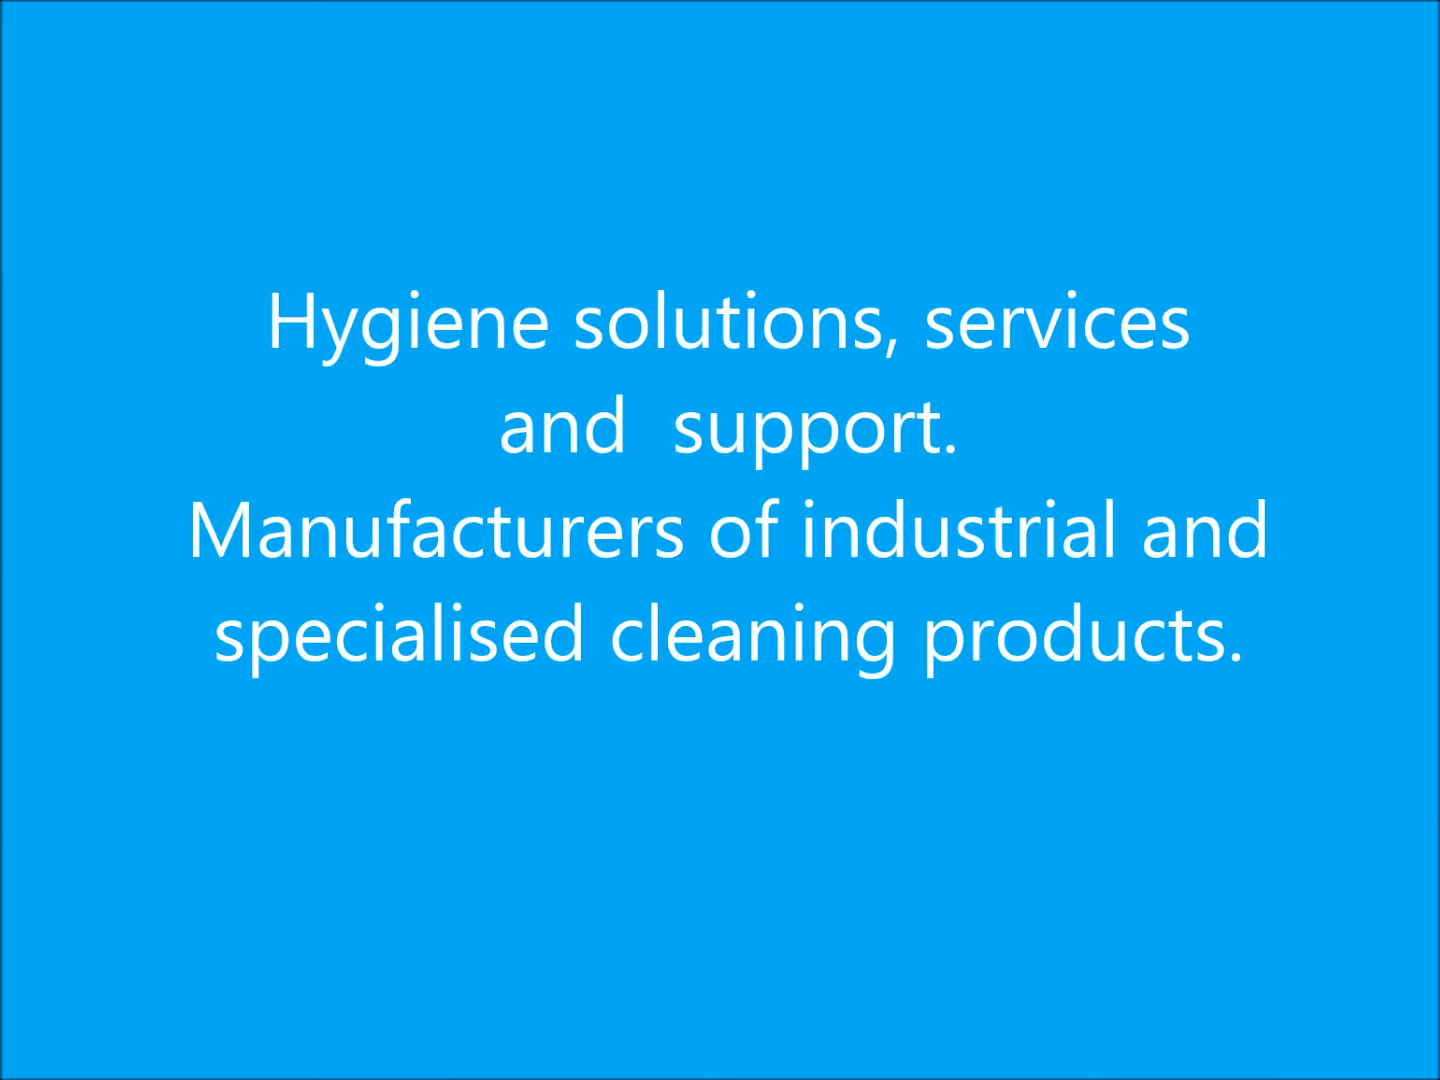 Hygiene solutions, services
and  support.
Manufacturers of industrial and
specialised cleaning products.